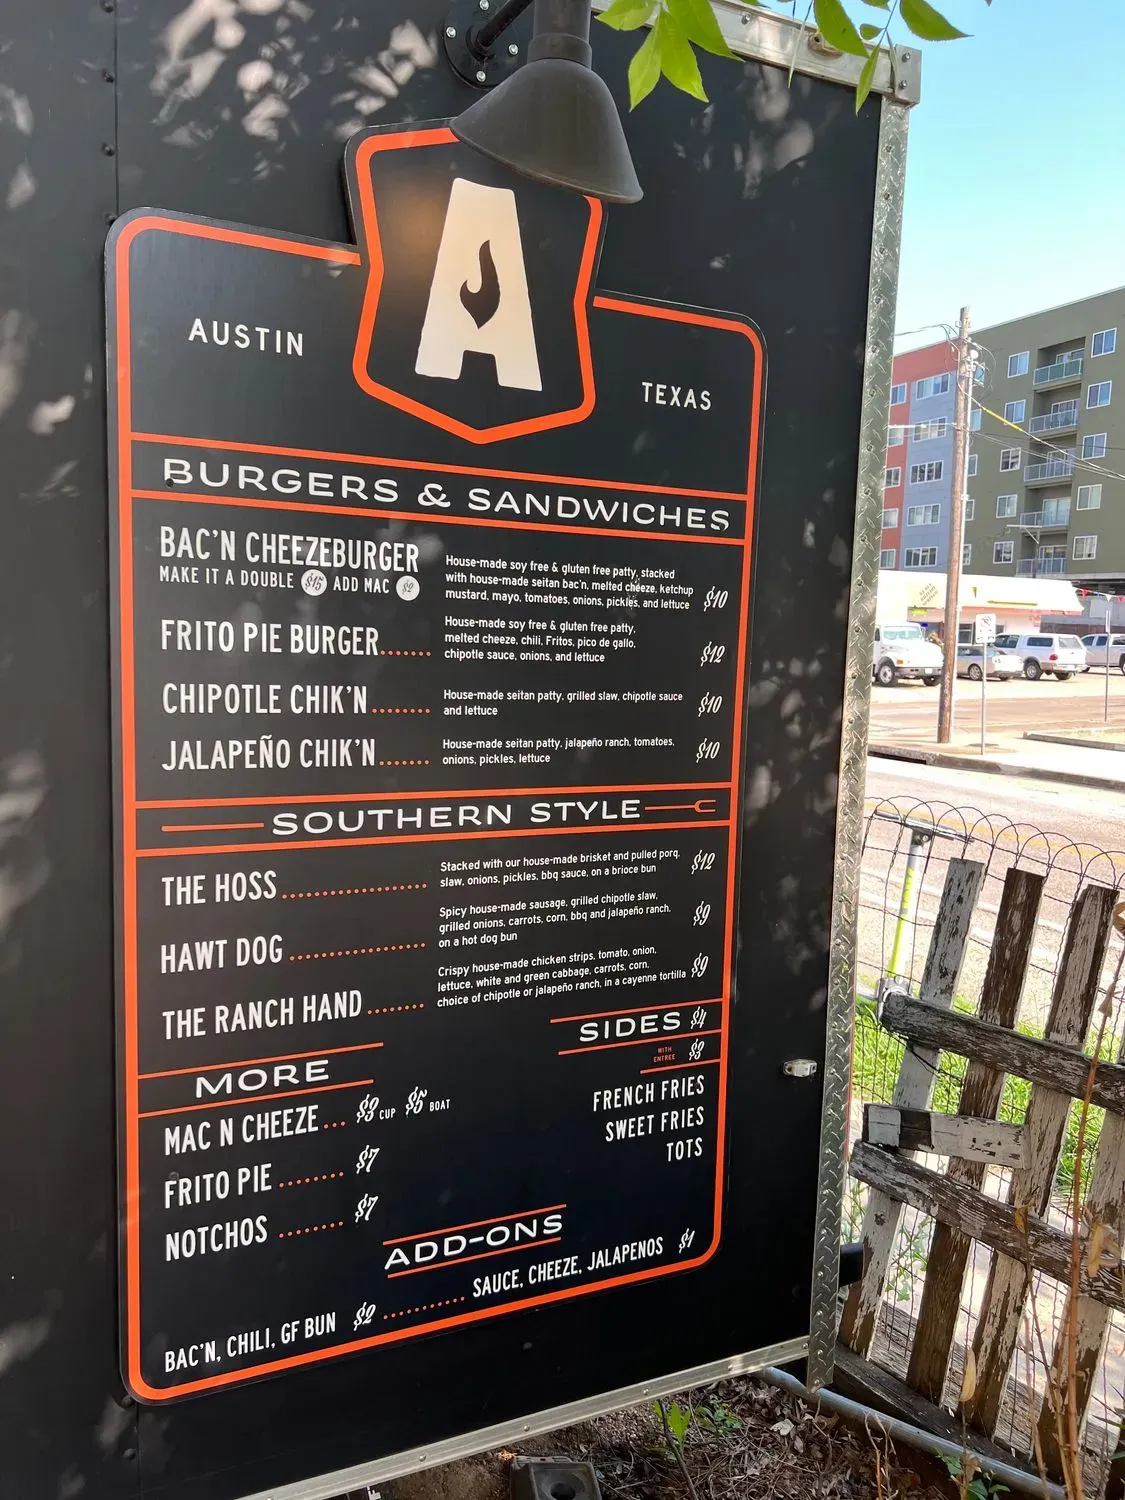 A
AUSTIN
TEXAS
BURGERS & SANDWICHES
BAC'N CHEEZEBURGER
MAKE IT A DOUBLE $15 ADD MAC $2
House-made soy free & gluten free patty, stacked
with house-made seitan bac'n, melted cheeze, ketchup
mustard, mayo, tomatoes, onions, pickles, and lettuce
$10
FRITO PIE BURGER.......
House-made soy free & gluten free patty,
melted cheeze, chili, Fritos, pico de gallo,
chipotle sauce, onions, and lettuce
$12
CHIPOTLE CHIK'N........
House-made seitan patty, grilled slaw, chipotle sauce
and lettuce
$10
JALAPEÑO CHIK'N.......
House-made seitan patty, jalapeño ranch, tomatoes,
onions, pickles, lettuce
$10
SOUTHERN STYLE
THE HOSS....................
Stacked with our house-made brisket and pulled porq,
slaw, onions, pickles, bbq sauce, on a brioce bun
$12
HAWT DOG...................
Spicy house-made sausage, grilled chipotle slaw,
grilled onions, carrots, corn, bbq and jalapeño ranch,
on a hot dog bun
$9
THE RANCH HAND........
Crispy house-made chicken strips, tomato, onion,
lettuce, white and green cabbage, carrots, corn,
choice of chipotle or jalapeño ranch, in a cayenne tortilla
$9
SIDES $4
WITH ENTREE $3
FRENCH FRIES
SWEET FRIES
TOTS
MORE
MAC N CHEEZE... $3 CUP $5 BOAT
FRITO PIE......... $7
NOTCHOS......... $7
ADD-ONS
SAUCE, CHEEZE, JALAPENOS $1
BAC'N, CHILI, GF BUN $2...........